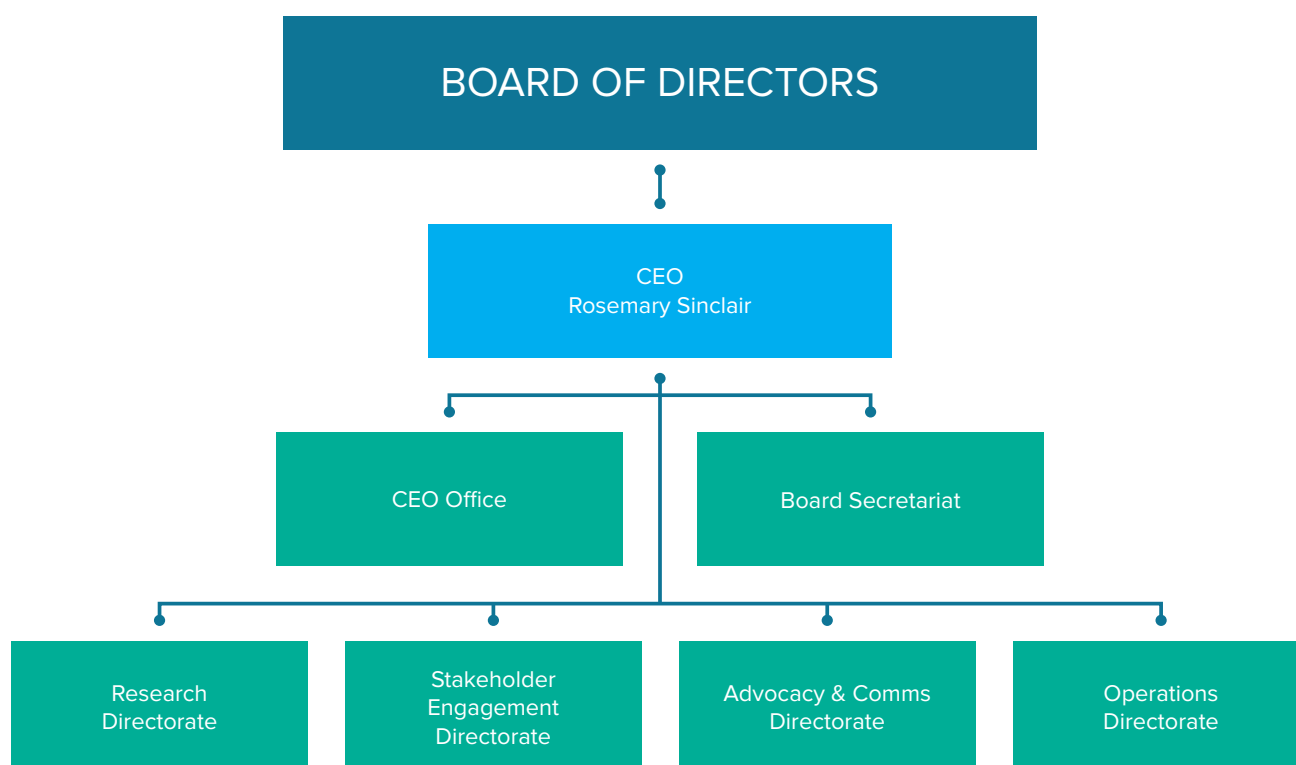 BOARD OF DIRECTORS
CEO
Rosemary Sinclair
CEO Office
Board Secretariat
Research
Directorate
Stakeholder
Engagement
Directorate
Advocacy & Comms
Directorate
Operations
Directorate